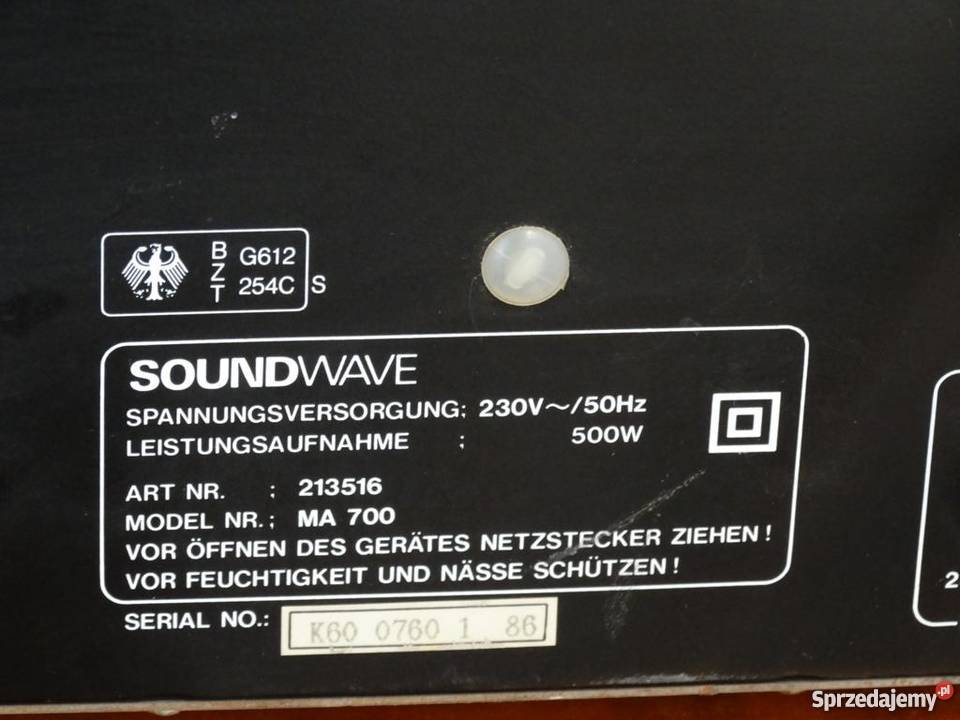 B
Z
T
G612
254C S
SOUNDWAVE
SPANNUNGSVERSORGUNG: 230V~/50Hz
LEISTUNGSAUFNAHME : 500W
ART NR. : 213516
MODEL NR.: MA 700
VOR ÖFFNEN DES GERÄTES NETZSTECKER ZIEHEN!
VOR FEUCHTIGKEIT UND NÄSSE SCHÜTZEN!
SERIAL NO.: K60 0760 1 86
2
Sprzedajemy.pl